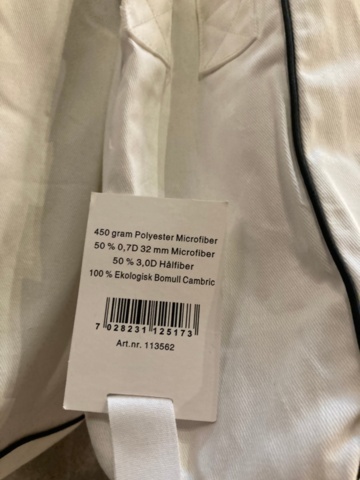 450 gram Polyester Microfiber
50 % 0,7D 32 mm Microfiber
50 % 3,0D Hålfiber
100 % Ekologisk Bomull Cambric
7 028231 125173
Art.nr. 113562